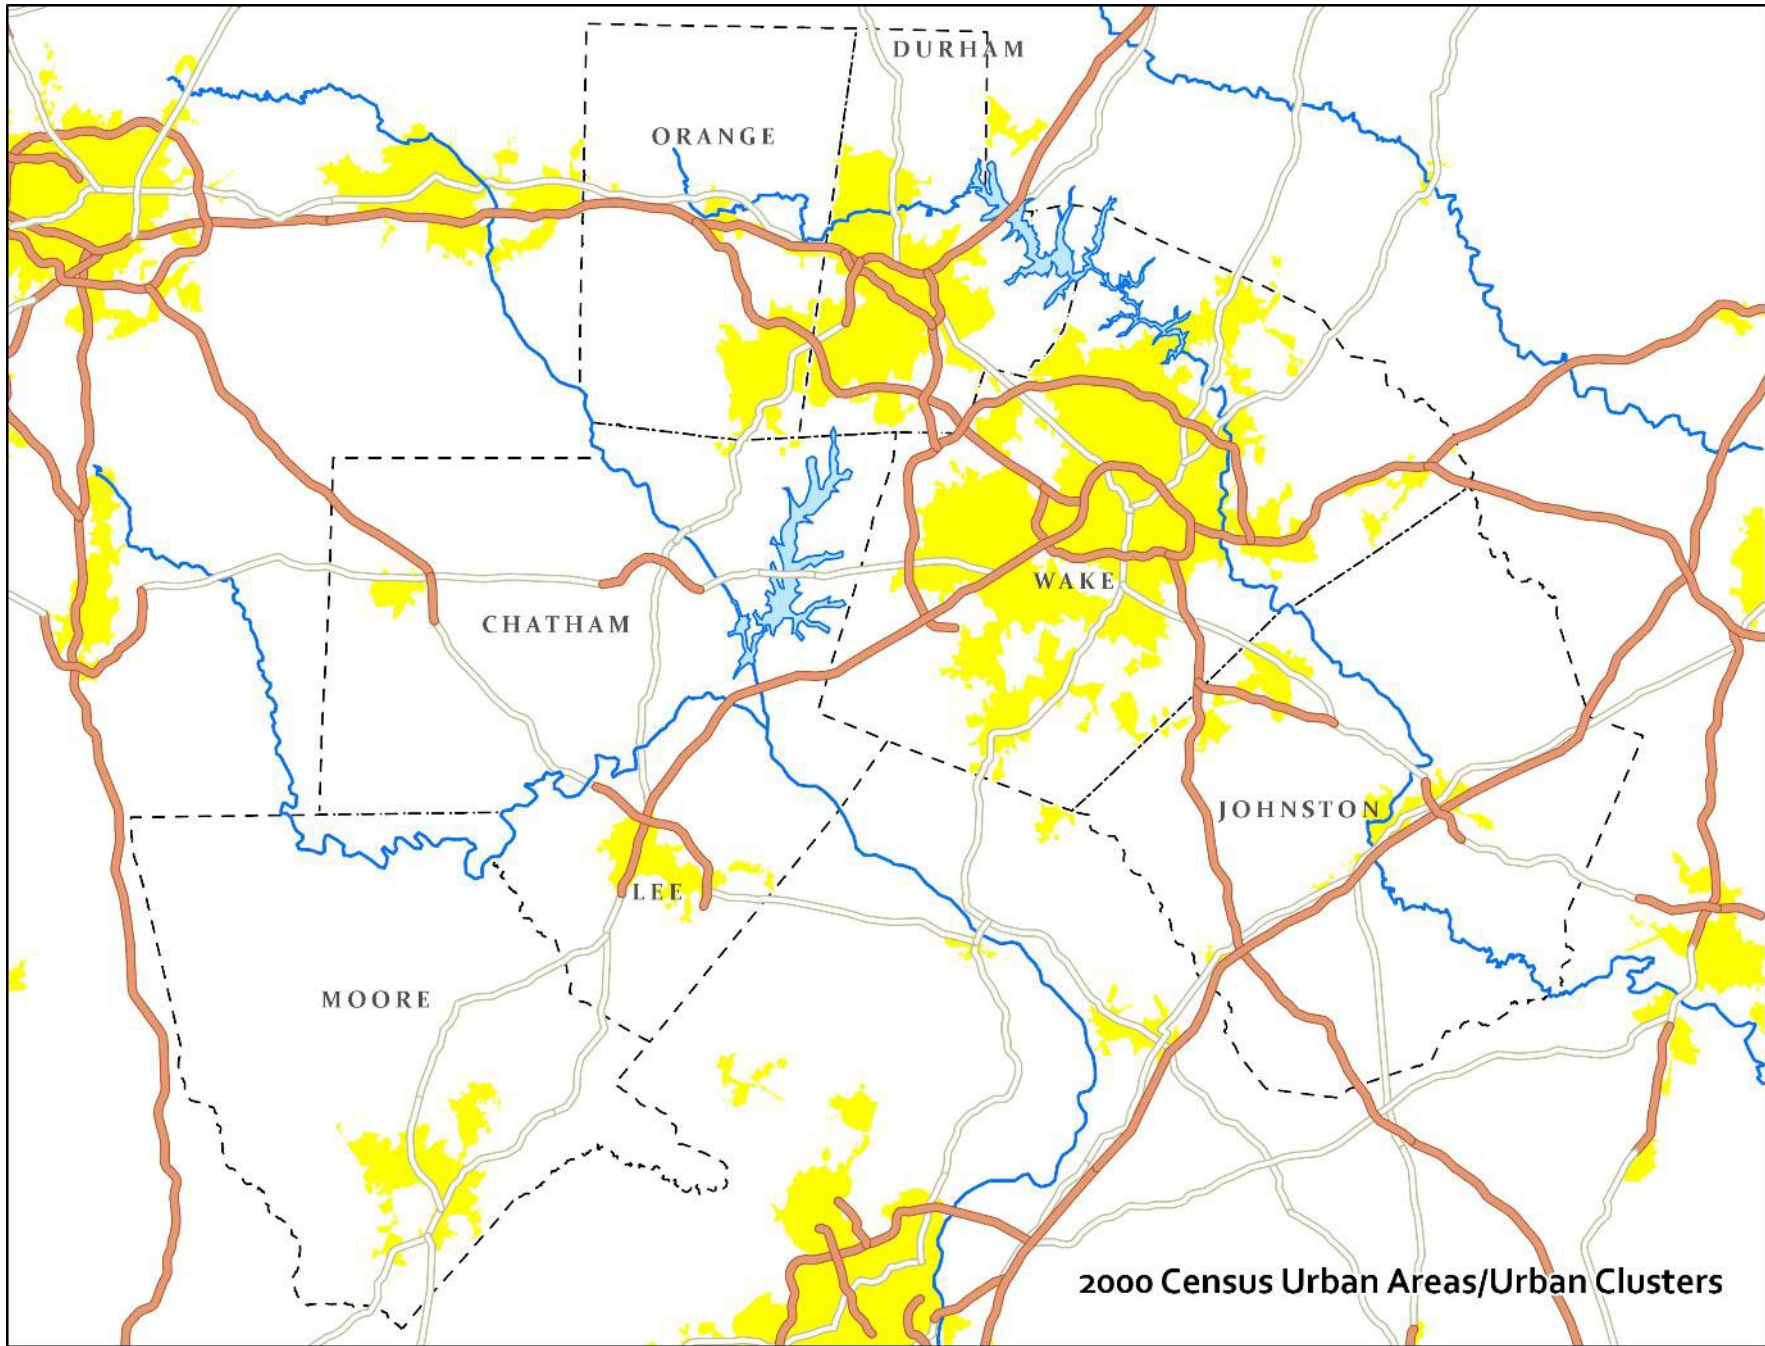 DURHAM
ORANGE
WAKE
CHATHAM
JOHNSTON
LEE
MOORE
2000 Census Urban Areas/Urban Clusters